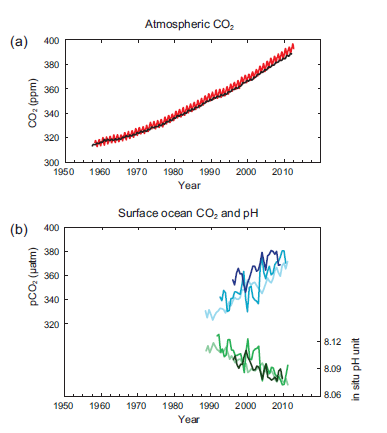 Atmospheric CO₂
(a)
400
380
360
340
320
300
CO₂ (ppm)
1950 1960 1970 1980 1990 2000 2010
Year
Surface ocean CO₂ and pH
(b)
400
380
360
340
320
pCO₂ (µatm)
8.12
8.09
8.06
in situ pH unit
1950 1960 1970 1980 1990 2000 2010
Year